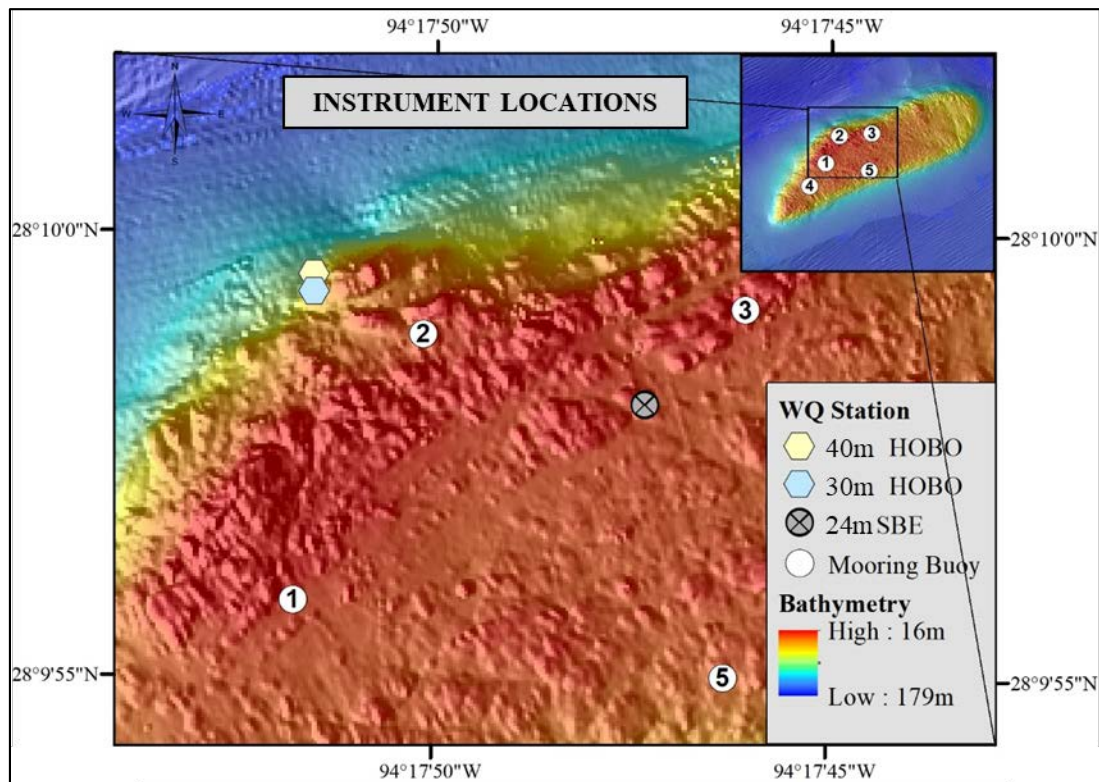 94°17'50"W
94°17'45"W
N
W
E
S
INSTRUMENT LOCATIONS
2
3
1
5
4
28°10'0"N
28°10'0"N
3
2
WQ Station
40m HOBO
30m HOBO
24m SBE
Mooring Buoy
1
Bathymetry
High : 16m
Low : 179m
28°9'55"N
5
28°9'55"N
94°17'50"W
94°17'45"W